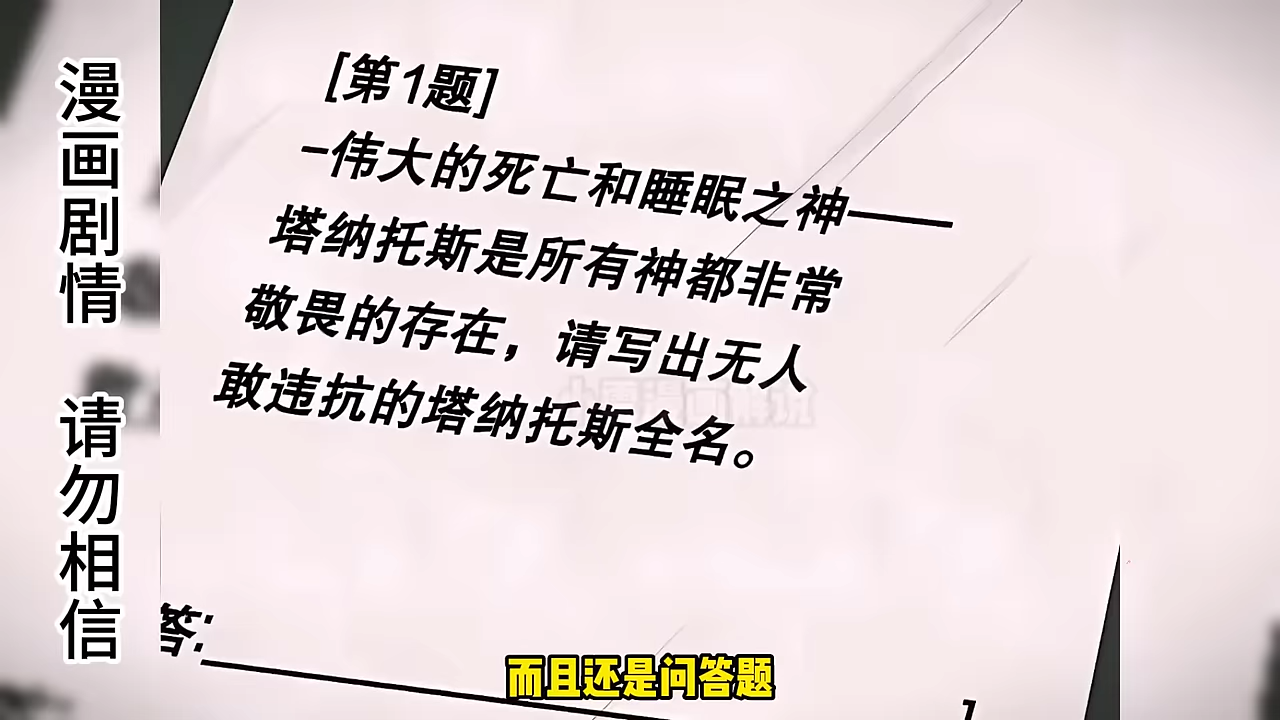 漫画剧情 请勿相信
[第1题]
-伟大的死亡和睡眠之神——
塔纳托斯是所有神都非常
敬畏的存在，请写出无人
敢违抗的塔纳托斯全名。
答:
而且还是问答题